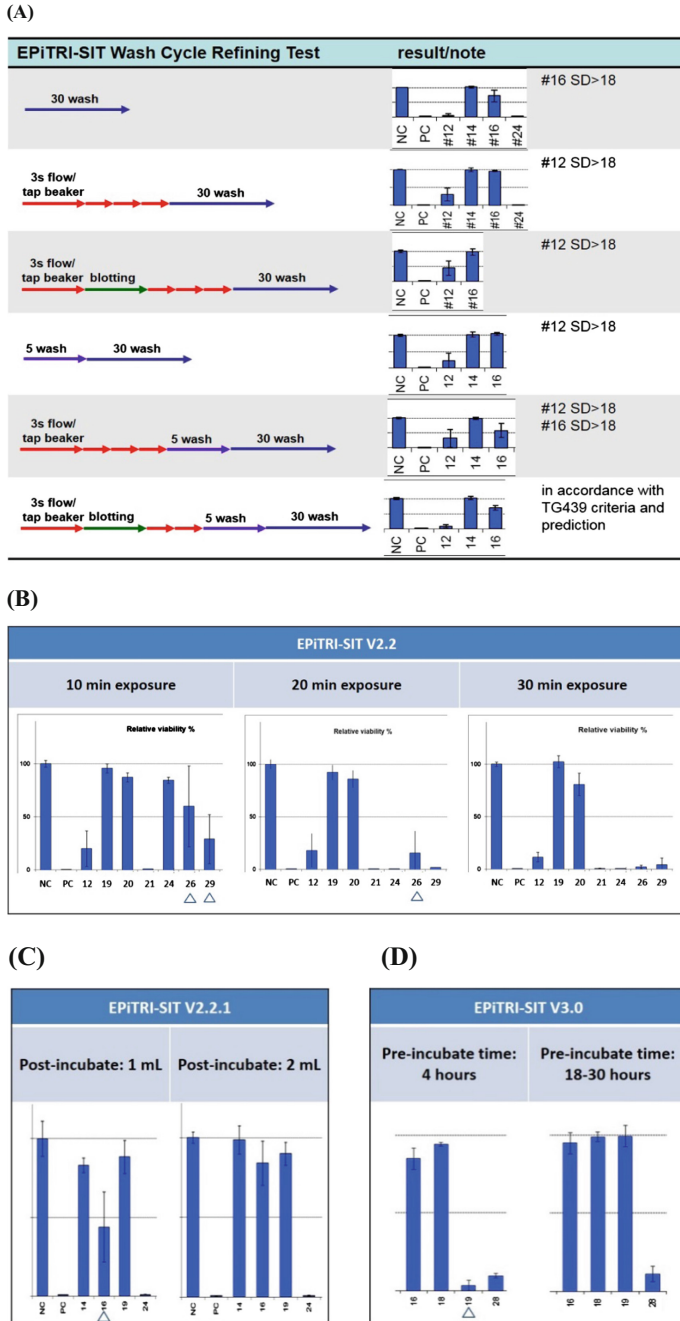 (A)
EPiTRI-SIT Wash Cycle Refining Test result/note
30 wash
NC PC #12 #14 #16 #24
#16 SD>18
3s flow/
tap beaker 30 wash
NC PC #12 #14 #16 #24
#12 SD>18
3s flow/
tap beaker blotting 30 wash
NC PC #12 #16
#12 SD>18
5 wash 30 wash
NC PC 12 14 16
#12 SD>18
3s flow/
tap beaker 5 wash 30 wash
NC PC 12 14 16
#12 SD>18
#16 SD>18
3s flow/
tap beaker blotting 5 wash 30 wash
NC PC 12 14 16
in accordance with
TG439 criteria and
prediction
(B)
EPiTRI-SIT V2.2
10 min exposure 20 min exposure 30 min exposure
Relative viability % Relative viability % Relative viability %
100 100 100
50 50 50
0 0 0
NC PC 12 19 20 21 24 26 29 NC PC 12 19 20 21 24 26 29 NC PC 12 19 20 21 24 26 29
(C) (D)
EPiTRI-SIT V2.2.1
Post-incubate: 1 mL Post-incubate: 2 mL
NC PC 14 16 19 24 NC PC 14 16 19 24
EPiTRI-SIT V3.0
Pre-incubate time:
4 hours
Pre-incubate time:
18-30 hours
16 18 19 28 16 18 19 28